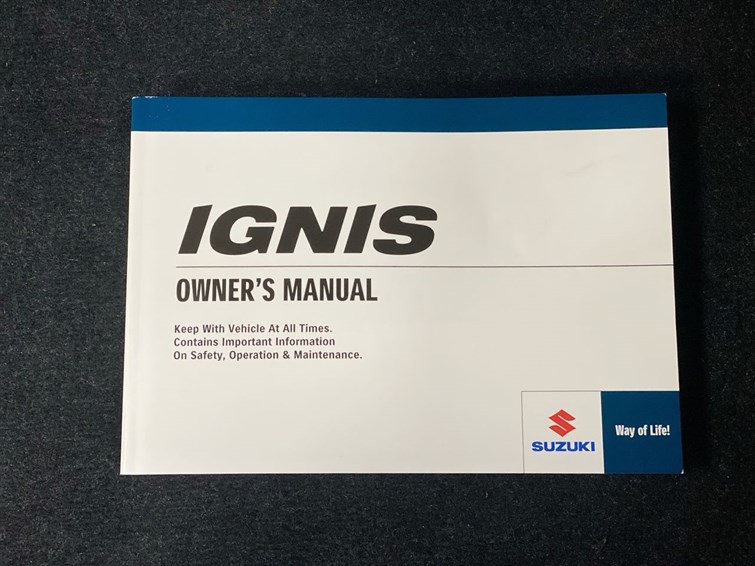 IGNIS
OWNER'S MANUAL
Keep With Vehicle At All Times.
Contains Important Information
On Safety, Operation & Maintenance.
SUZUKI
Way of Life!